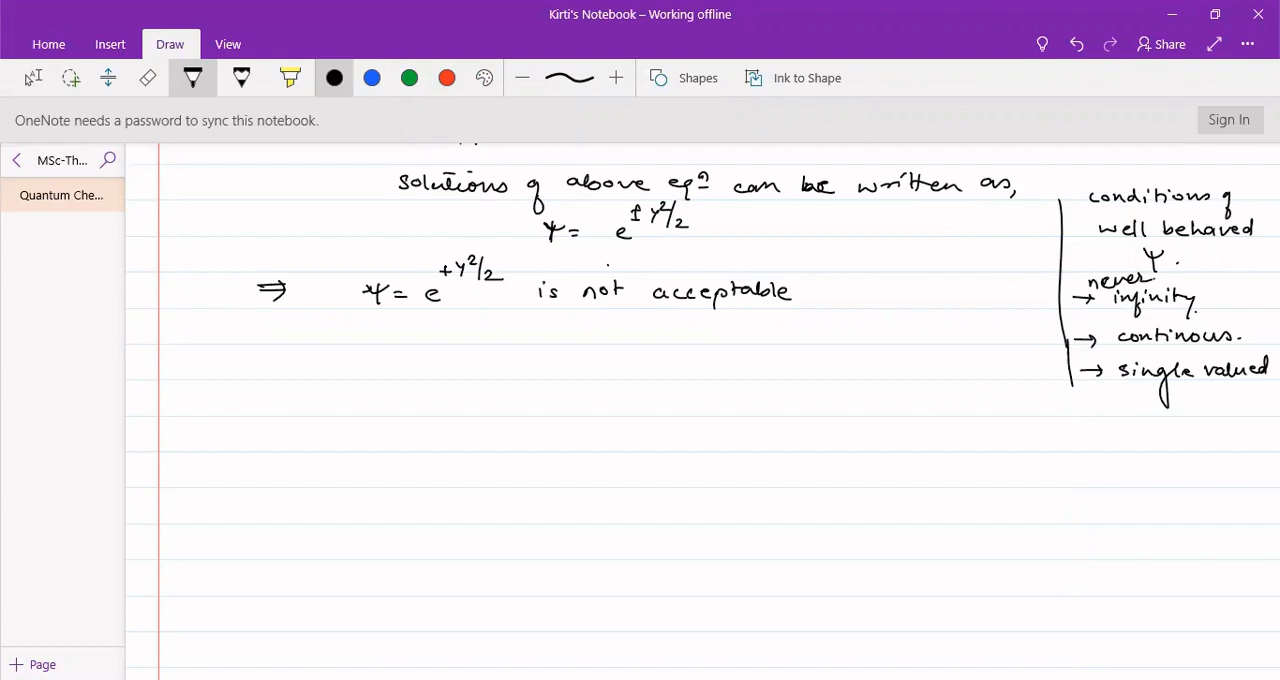 Kirti's Notebook – Working offline
Home Insert Draw View
Share
Shapes Ink to Shape
OneNote needs a password to sync this notebook.
Sign In
MSc-Th...
Quantum Che...
Solutions of above eqn can be written as,
Ψ = e^±Y²/2
⇒ Ψ = e^+Y²/2 is not acceptable
conditions of
well behaved
Ψ.
never
→ infinity.
→ continous.
→ single valued
+ Page